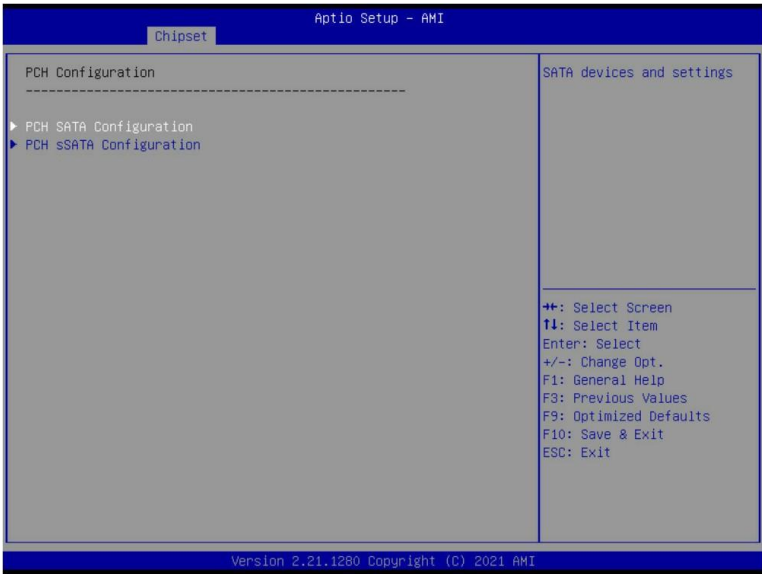 Aptio Setup – AMI
Chipset
PCH Configuration
--------------------------------------------------
▶ PCH SATA Configuration
▶ PCH sSATA Configuration
SATA devices and settings
→←: Select Screen
↑↓: Select Item
Enter: Select
+/-: Change Opt.
F1: General Help
F3: Previous Values
F9: Optimized Defaults
F10: Save & Exit
ESC: Exit
Version 2.21.1280 Copyright (C) 2021 AMI